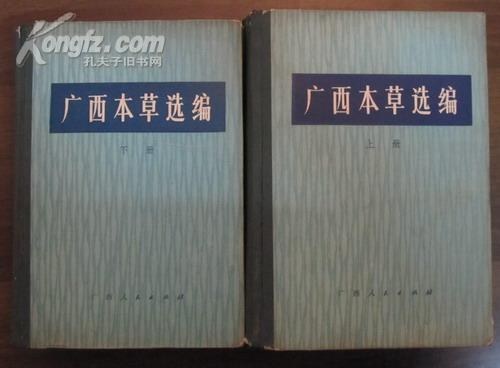 Kongfz.com
孔夫子旧书网
广西本草选编
下册
广西人民出版社
广西本草选编
上册
广西人民出版社